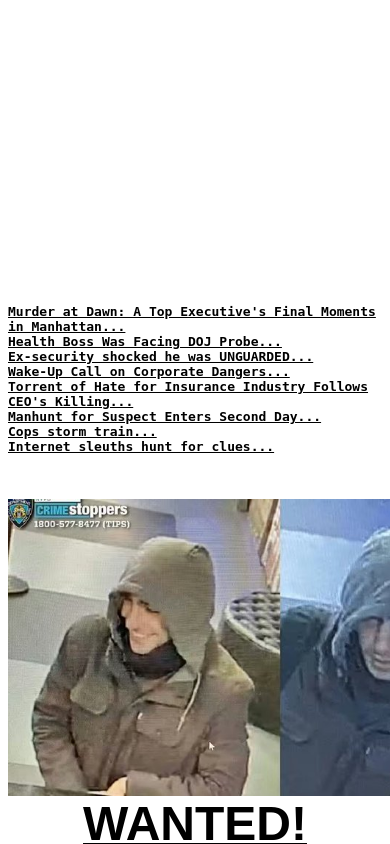 Murder at Dawn: A Top Executive's Final Moments
in Manhattan...
Health Boss Was Facing DOJ Probe...
Ex-security shocked he was UNGUARDED...
Wake-Up Call on Corporate Dangers...
Torrent of Hate for Insurance Industry Follows
CEO's Killing...
Manhunt for Suspect Enters Second Day...
Cops storm train...
Internet sleuths hunt for clues...
CRIMEstoppers
1800-577-8477 (TIPS)
WANTED!